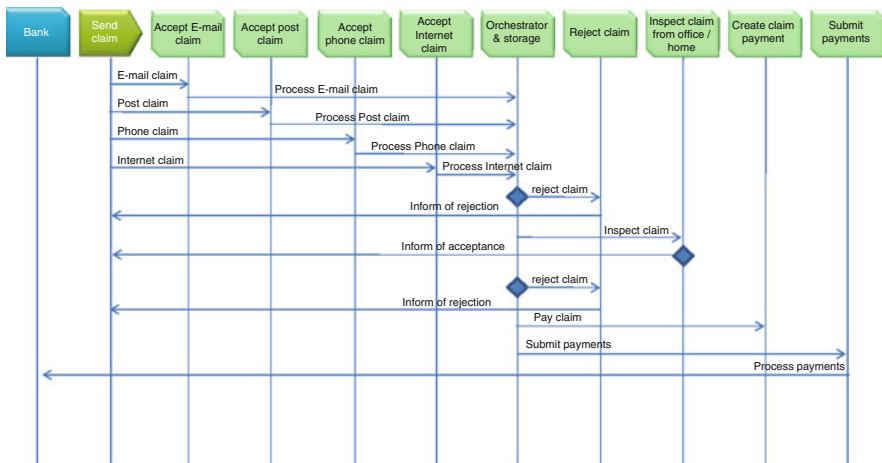 Bank
Send
claim
Accept E-mail
claim
Accept post
claim
Accept
phone claim
Accept
Internet
claim
Orchestrator
& storage
Reject claim
Inspect claim
from office /
home
Create claim
payment
Submit
payments
E-mail claim
Process E-mail claim
Post claim
Process Post claim
Phone claim
Process Phone claim
Internet claim
Process Internet claim
reject claim
Inform of rejection
Inspect claim
Inform of acceptance
reject claim
Inform of rejection
Pay claim
Submit payments
Process payments